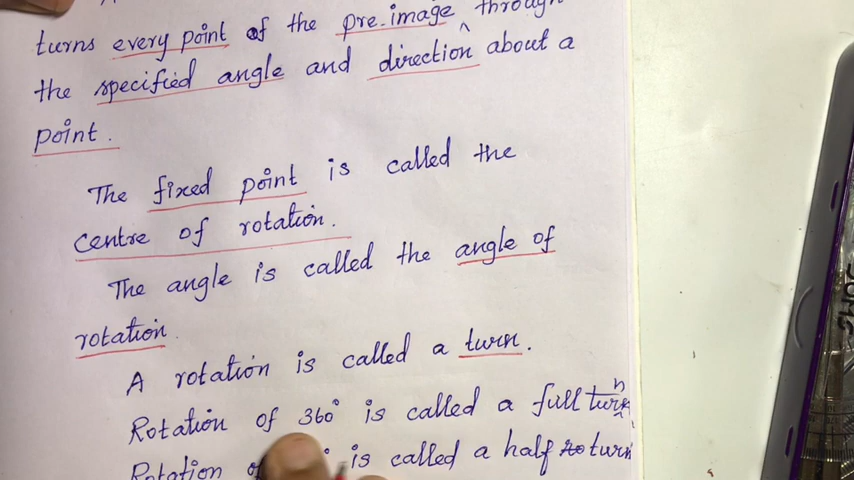 turns every point of the pre-image through
the specified angle and direction ^ about a
point.
The fixed point is called the
centre of rotation.
The angle is called the angle of
rotation.
A rotation is called a turn.
Rotation of 360° is called a full turn
Rotation is called a half turn